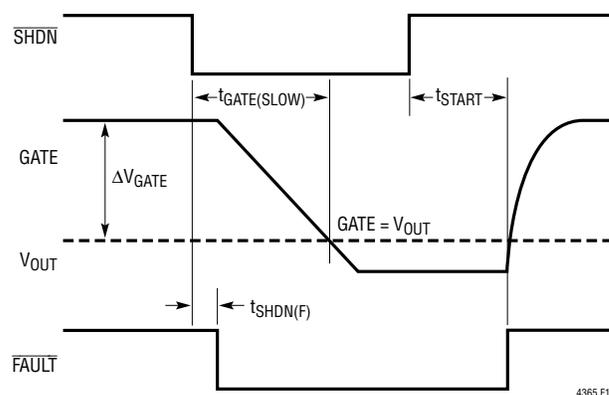 SHDN
tGATE(SLOW)
tSTART
GATE
ΔVGATE
GATE = VOUT
VOUT
tSHDN(F)
FAULT
4365 F1